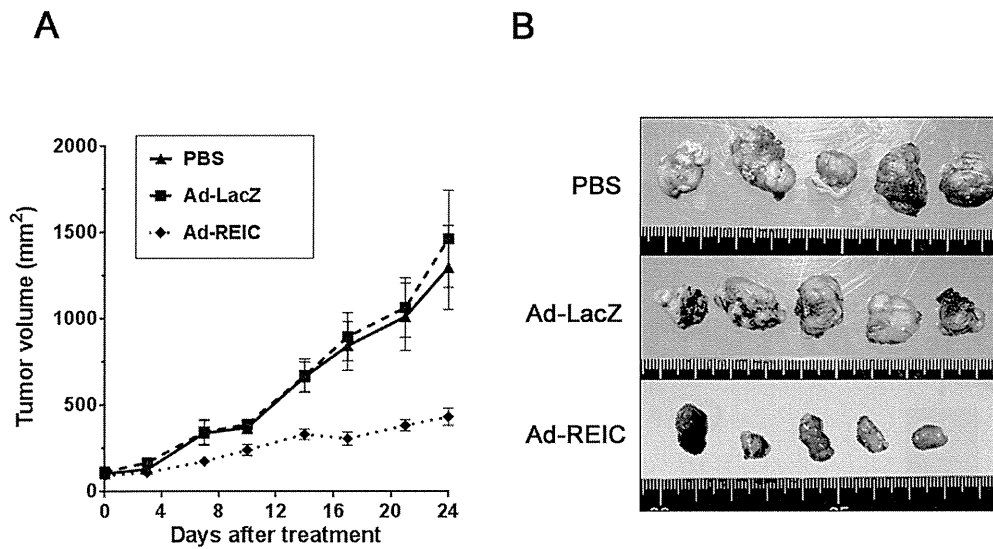 A
B
2000
1500
1000
500
0
Tumor volume (mm²)
PBS
Ad-LacZ
Ad-REIC
0 4 8 12 16 20 24
Days after treatment
PBS
Ad-LacZ
Ad-REIC